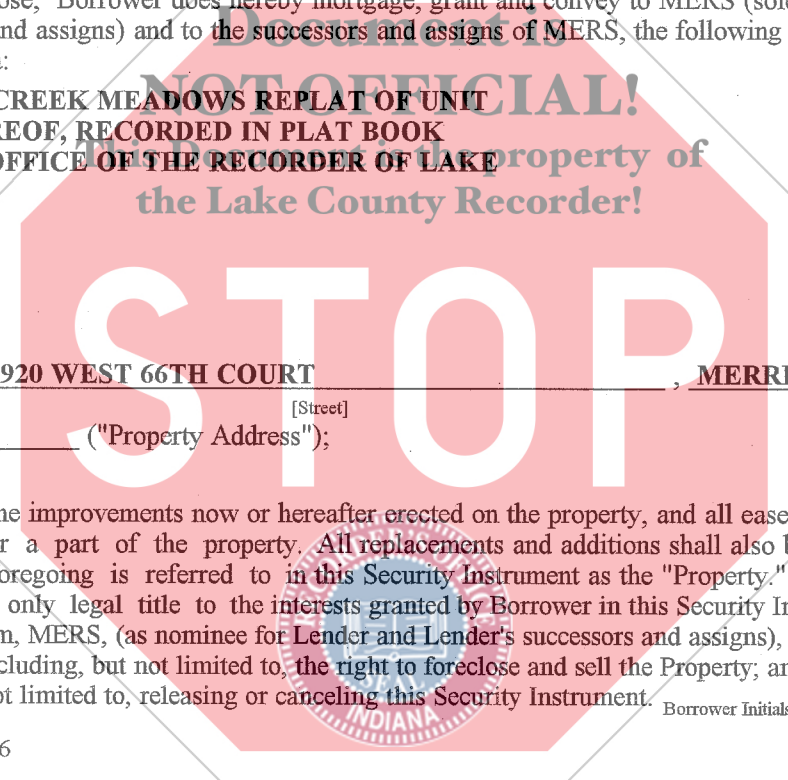 ose, Borrower does hereby mortgage, grant and convey to MERS (sole
Document is
nd assigns) and to the successors and assigns of MERS, the following
:
NOT OFFICIAL!
CREEK MEADOWS REPLAT OF UNIT
REOF, RECORDED IN PLAT BOOK
This Document is the property of
OFFICE OF THE RECORDER OF LAKE
the Lake County Recorder!
STOP
920 WEST 66TH COURT , MERRI
[Street]
("Property Address");
he improvements now or hereafter erected on the property, and all ease
r a part of the property. All replacements and additions shall also b
oregoing is referred to in this Security Instrument as the "Property."
only legal title to the interests granted by Borrower in this Security In
m, MERS, (as nominee for Lender and Lender's successors and assigns),
cluding, but not limited to, the right to foreclose and sell the Property; an
ot limited to, releasing or canceling this Security Instrument.
Borrower Initials
SEAL
INDIANA
6